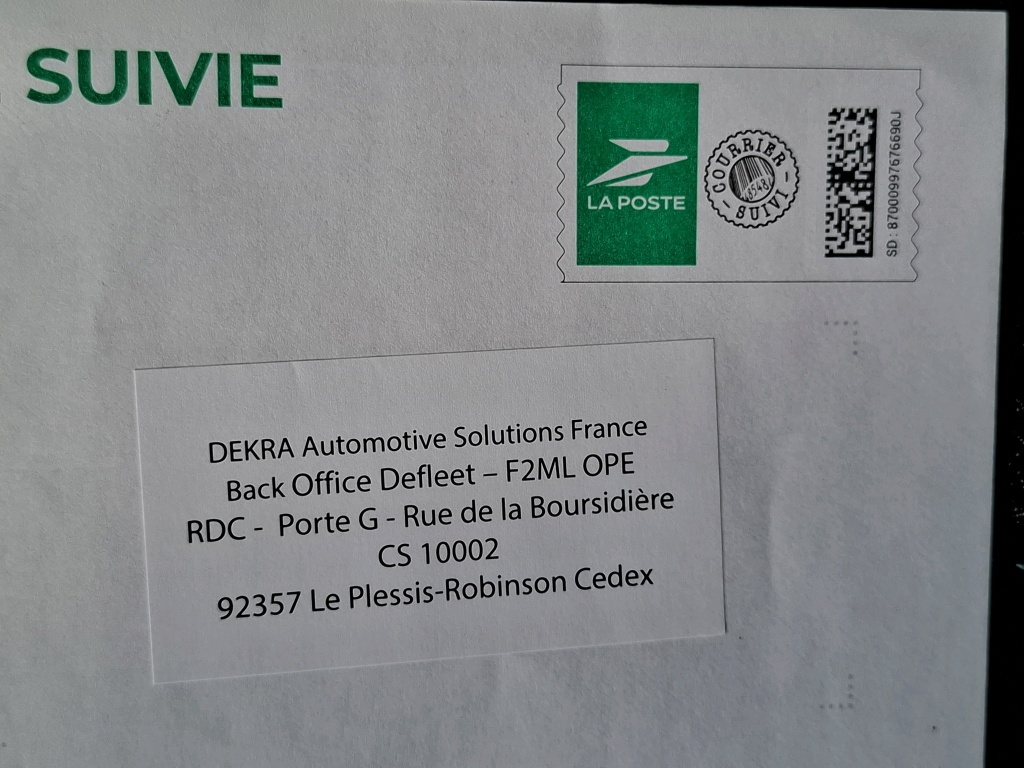 SUIVIE
LA POSTE
COURRIER
SUIVI
SD : 87000997676690J
DEKRA Automotive Solutions France
Back Office Defleet – F2ML OPE
RDC - Porte G - Rue de la Boursidière
CS 10002
92357 Le Plessis-Robinson Cedex